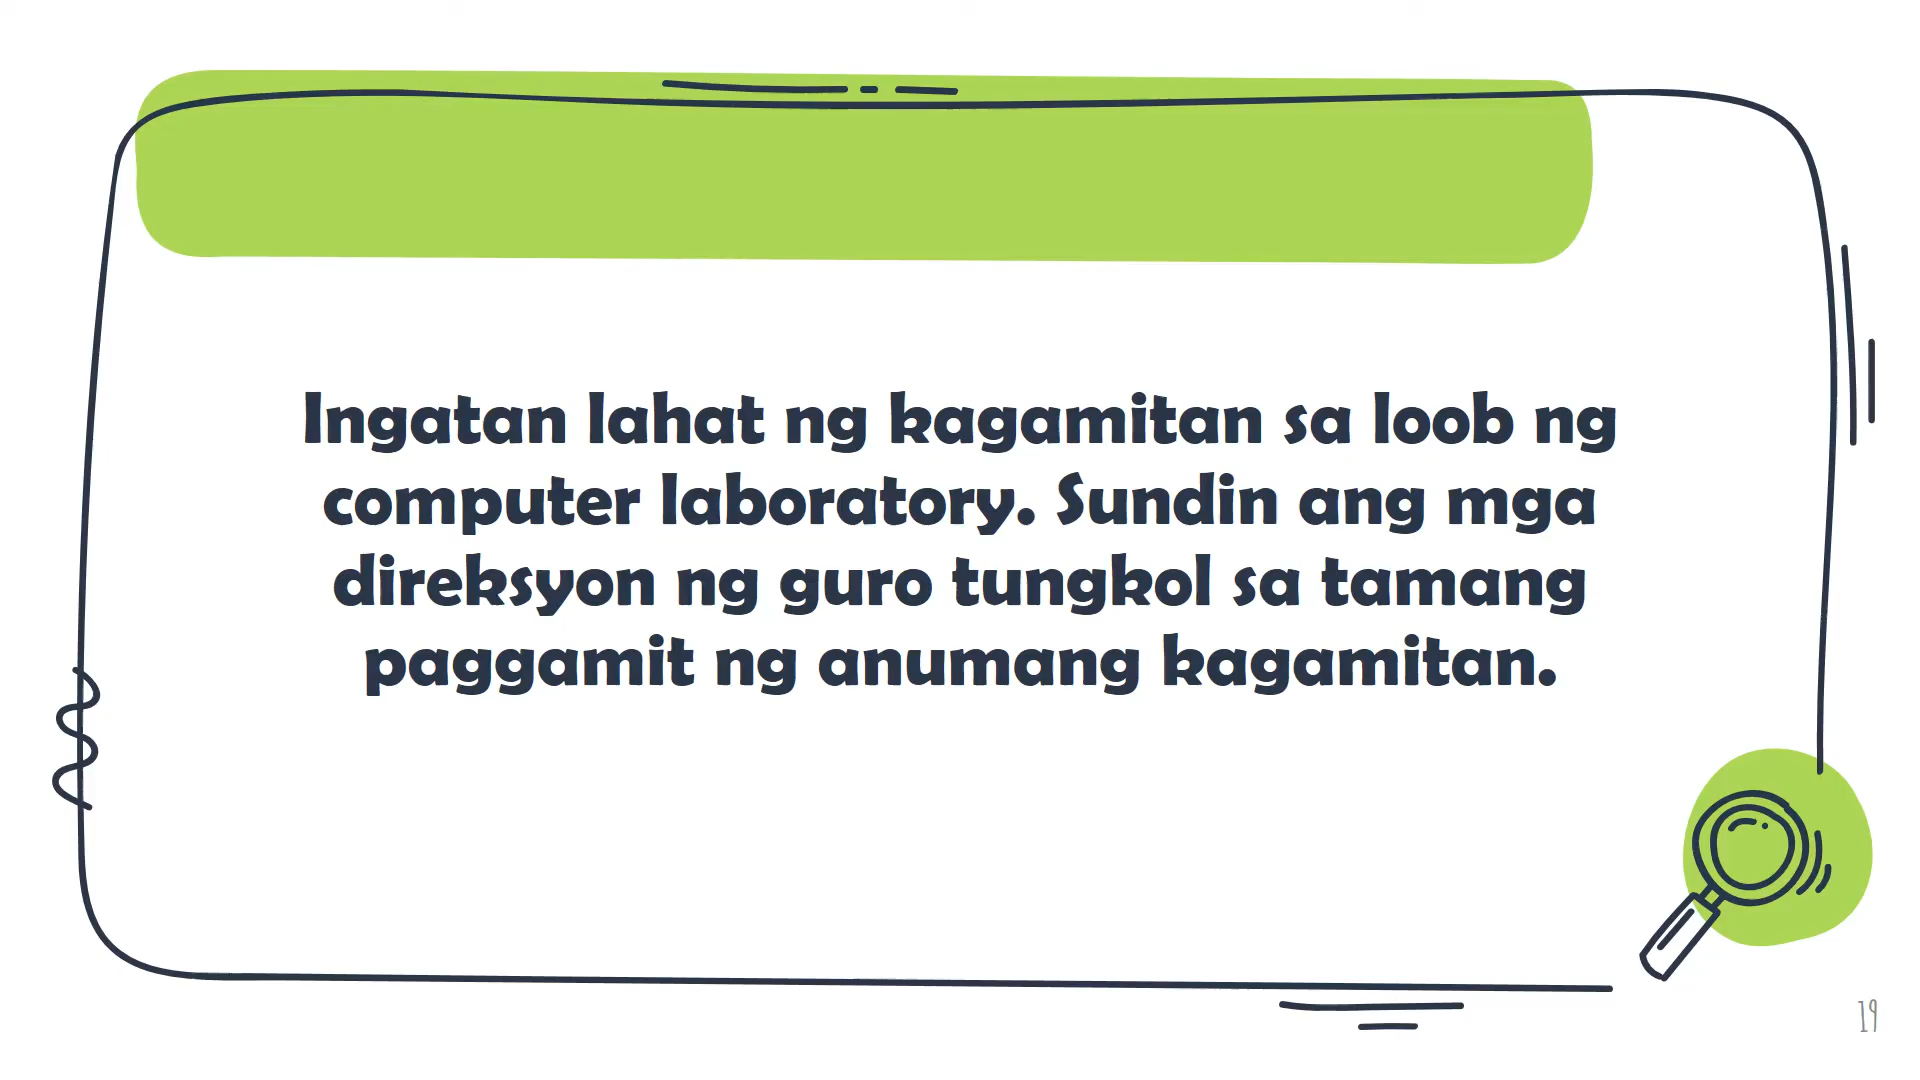 Ingatan lahat ng kagamitan sa loob ng
computer laboratory. Sundin ang mga
direksyon ng guro tungkol sa tamang
paggamit ng anumang kagamitan.
19